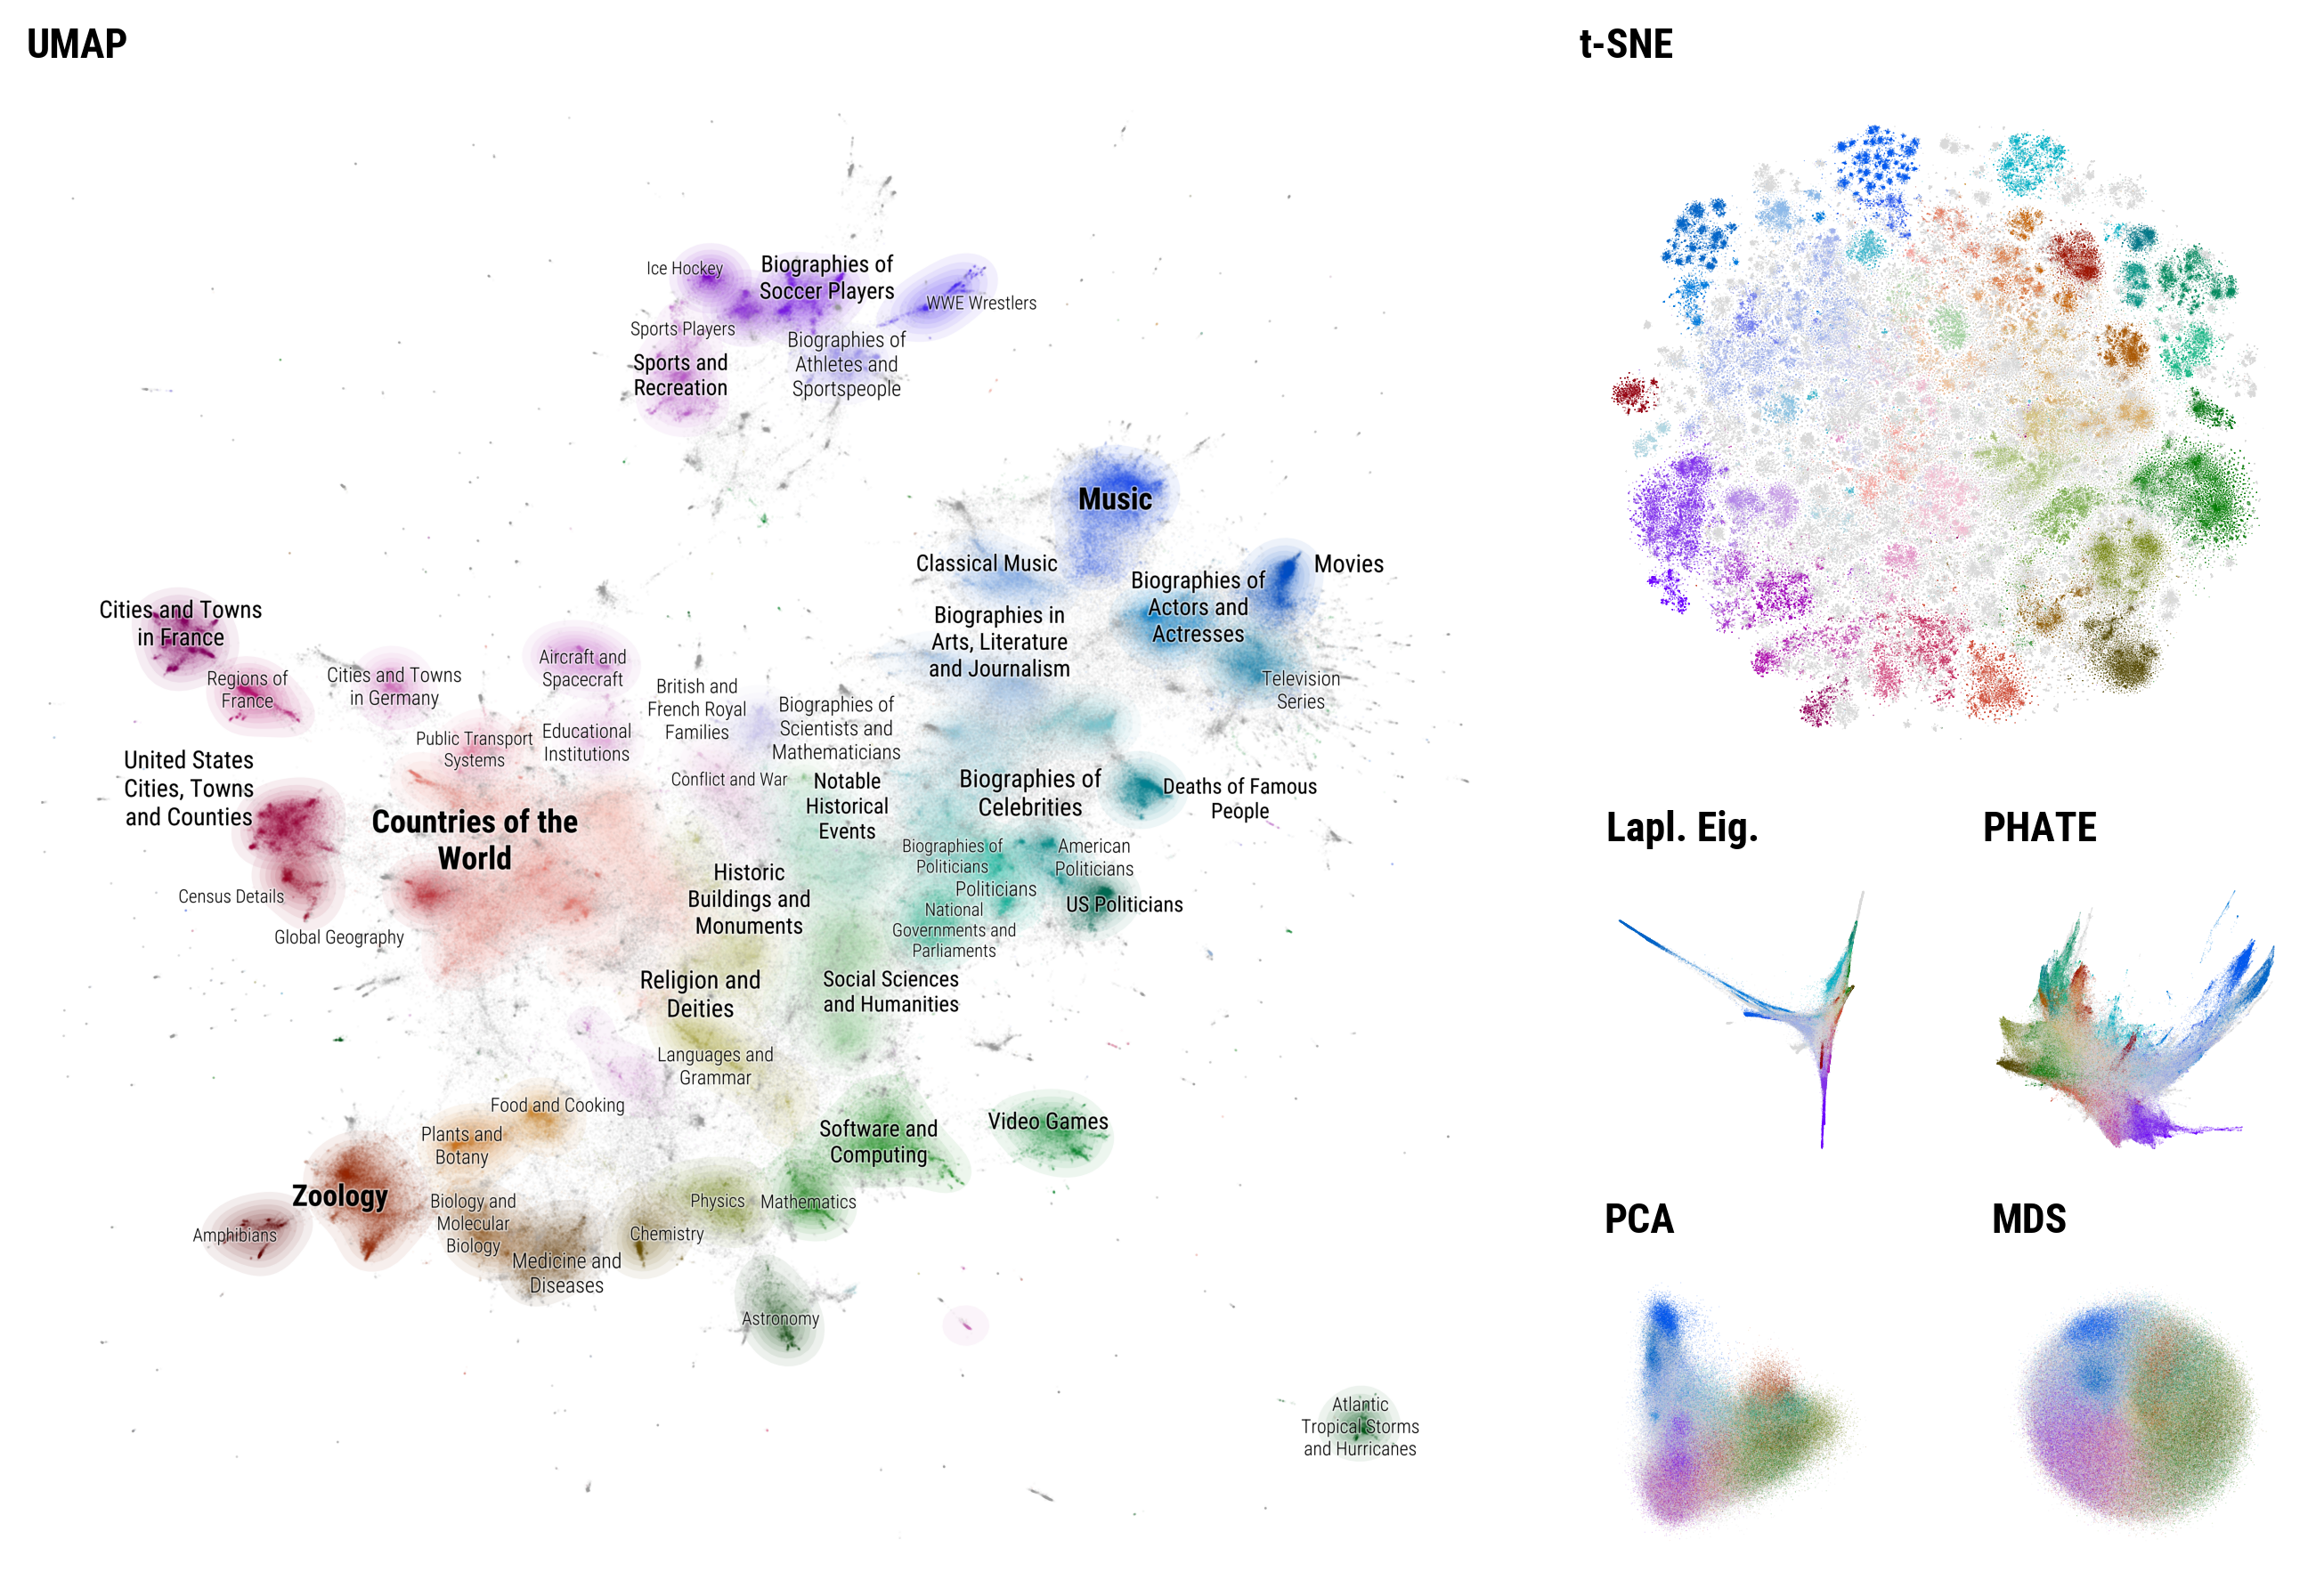 UMAP
t-SNE
Ice Hockey
Biographies of
Soccer Players
WWE Wrestlers
Sports Players
Biographies of
Athletes and
Sportspeople
Sports and
Recreation
Music
Classical Music
Movies
Biographies of
Actors and
Actresses
Biographies in
Arts, Literature
and Journalism
Television
Series
Cities and Towns
in France
Regions of
France
Cities and Towns
in Germany
Aircraft and
Spacecraft
British and
French Royal
Families
Biographies of
Scientists and
Mathematicians
Public Transport
Systems
Educational
Institutions
Conflict and War
Notable
Historical
Events
Biographies of
Celebrities
Deaths of Famous
People
United States
Cities, Towns
and Counties
Countries of the
World
Biographies of
Politicians
American
Politicians
Politicians
US Politicians
National
Governments and
Parliaments
Historic
Buildings and
Monuments
Census Details
Global Geography
Religion and
Deities
Social Sciences
and Humanities
Languages and
Grammar
Food and Cooking
Plants and
Botany
Software and
Computing
Video Games
Zoology
Amphibians
Biology and
Molecular
Biology
Physics
Mathematics
Chemistry
Medicine and
Diseases
Astronomy
Atlantic
Tropical Storms
and Hurricanes
Lapl. Eig.
PHATE
PCA
MDS